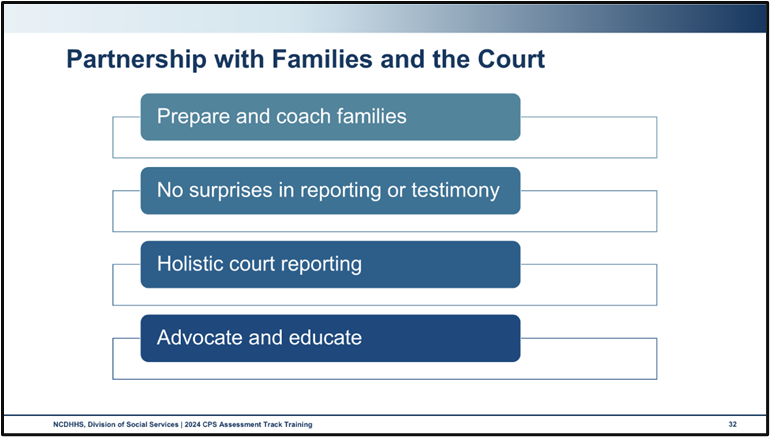 Partnership with Families and the Court
Prepare and coach families
No surprises in reporting or testimony
Holistic court reporting
Advocate and educate
NCDHHS, Division of Social Services | 2024 CPS Assessment Track Training
32